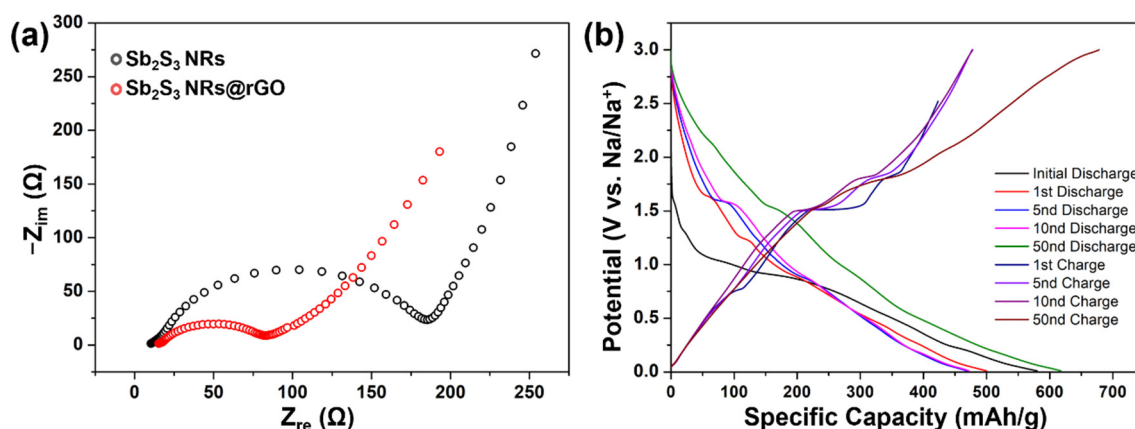 (a)
Sb₂S₃ NRs
Sb₂S₃ NRs@rGO
300
250
200
150
100
50
0
−Z_im (Ω)
0 50 100 150 200 250
Z_re (Ω)
(b)
3.0
2.5
2.0
1.5
1.0
0.5
0.0
Potential (V vs. Na/Na⁺)
Initial Discharge
1st Discharge
5nd Discharge
10nd Discharge
50nd Discharge
1st Charge
5nd Charge
10nd Charge
50nd Charge
0 100 200 300 400 500 600 700
Specific Capacity (mAh/g)